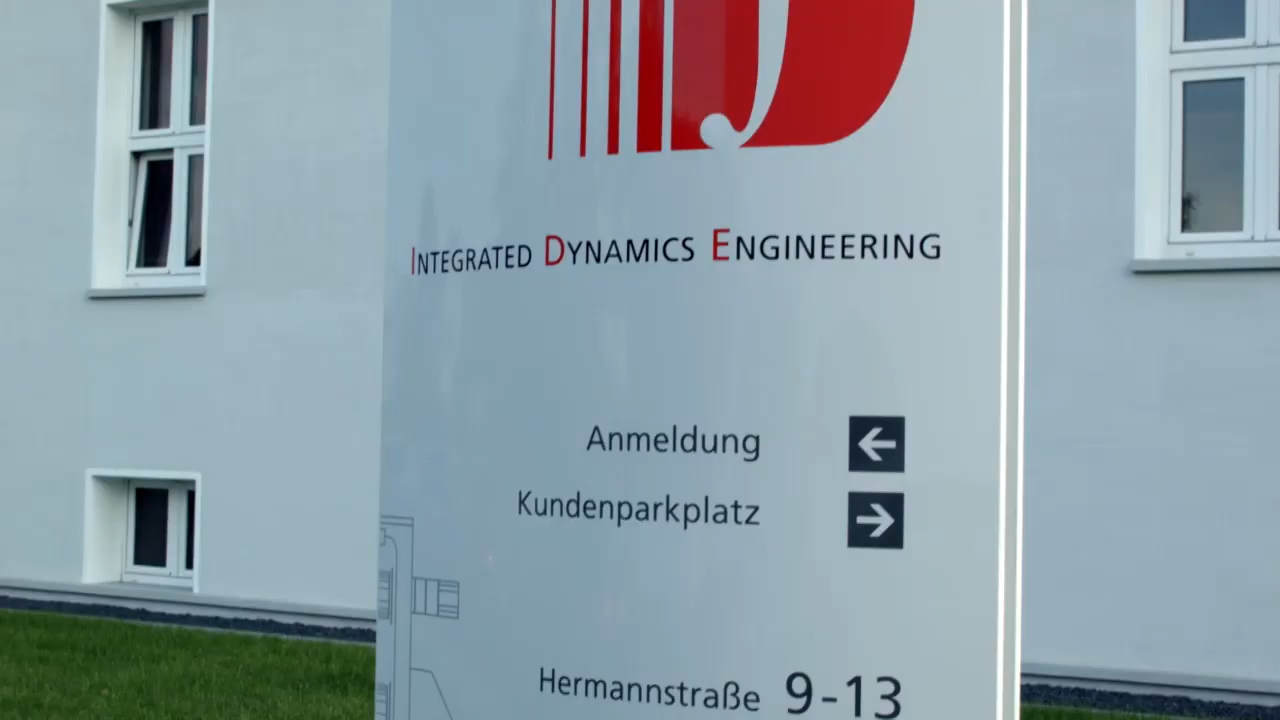 INTEGRATED DYNAMICS ENGINEERING
Anmeldung
Kundenparkplatz
Hermannstraße 9-13